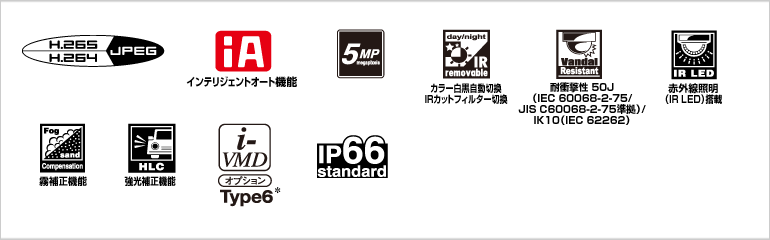 H.265
H.264
JPEG
iA
インテリジェントオート機能
5MP
megapixels
day/night
IR
removable
カラー白黒自動切換
IRカットフィルター切換
Vandal
Resistant
耐衝撃性 50J
(IEC 60068-2-75/
JIS C60068-2-75準拠)/
IK10(IEC 62262)
IR LED
赤外線照明
(IR LED)搭載
Fog
sand
Compensation
霧補正機能
HLC
強光補正機能
i-
VMD
オプション
Type6*
IP66
standard